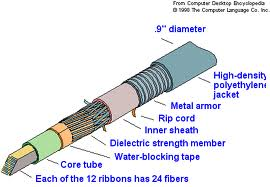 From Computer Desktop Encyclopedia
© 1998 The Computer Language Co. Inc.
.9" diameter
High-density
polyethylene
jacket
Metal armor
Rip cord
Inner sheath
Dielectric strength member
Water-blocking tape
Core tube
Each of the 12 ribbons has 24 fibers